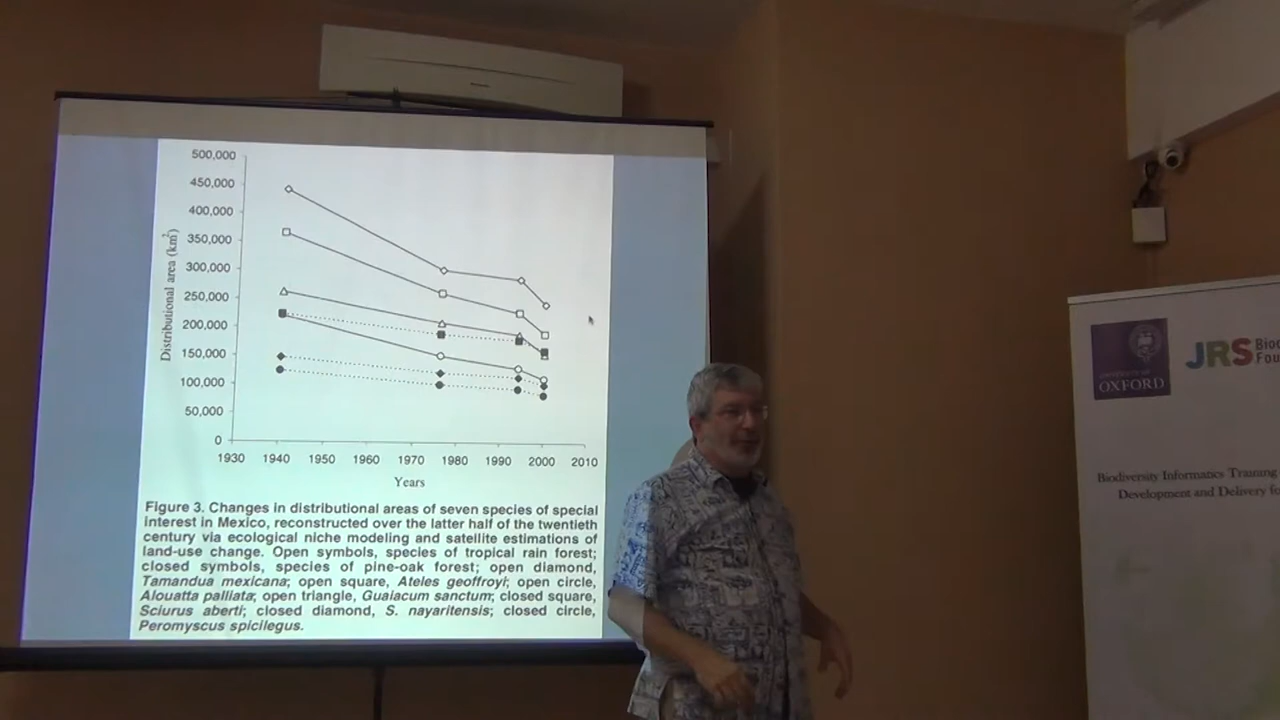 500,000
450,000
400,000
350,000
300,000
250,000
200,000
150,000
100,000
50,000
0
Distributional area (km²)
1930 1940 1950 1960 1970 1980 1990 2000 2010
Years
Figure 3. Changes in distributional areas of seven species of special
interest in Mexico, reconstructed over the latter half of the twentieth
century via ecological niche modeling and satellite estimations of
land-use change. Open symbols, species of tropical rain forest;
closed symbols, species of pine-oak forest; open diamond,
Tamandua mexicana; open square, Ateles geoffroyi; open circle,
Alouatta palliata; open triangle, Guaiacum sanctum; closed square,
Sciurus aberti; closed diamond, S. nayaritensis; closed circle,
Peromyscus spicilegus.
UNIVERSITY OF
OXFORD
JRS Biod
Fou
Biodiversity Informatics Training
Development and Delivery fo